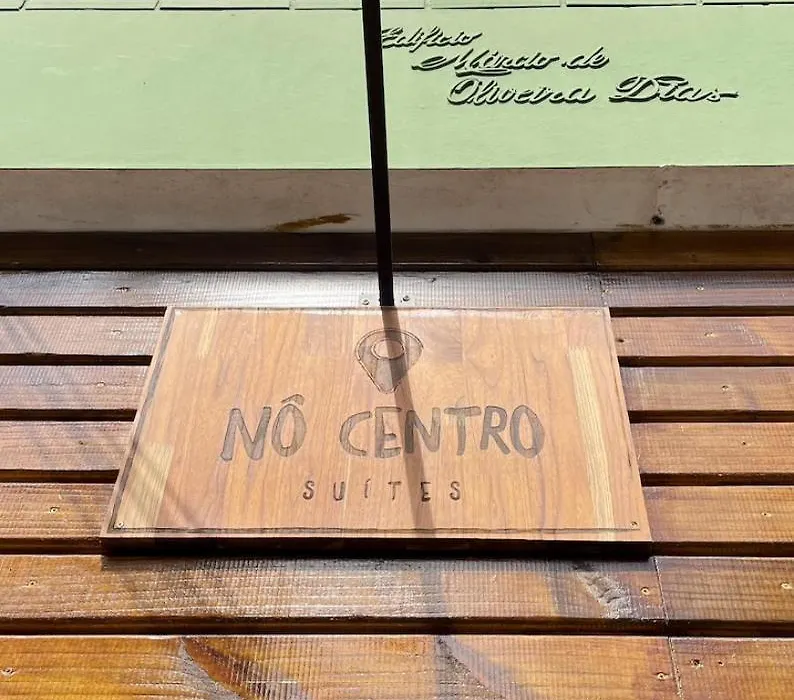 Edifício
Márcio de
Oliveira Dias
NÔ CENTRO
SUÍTES